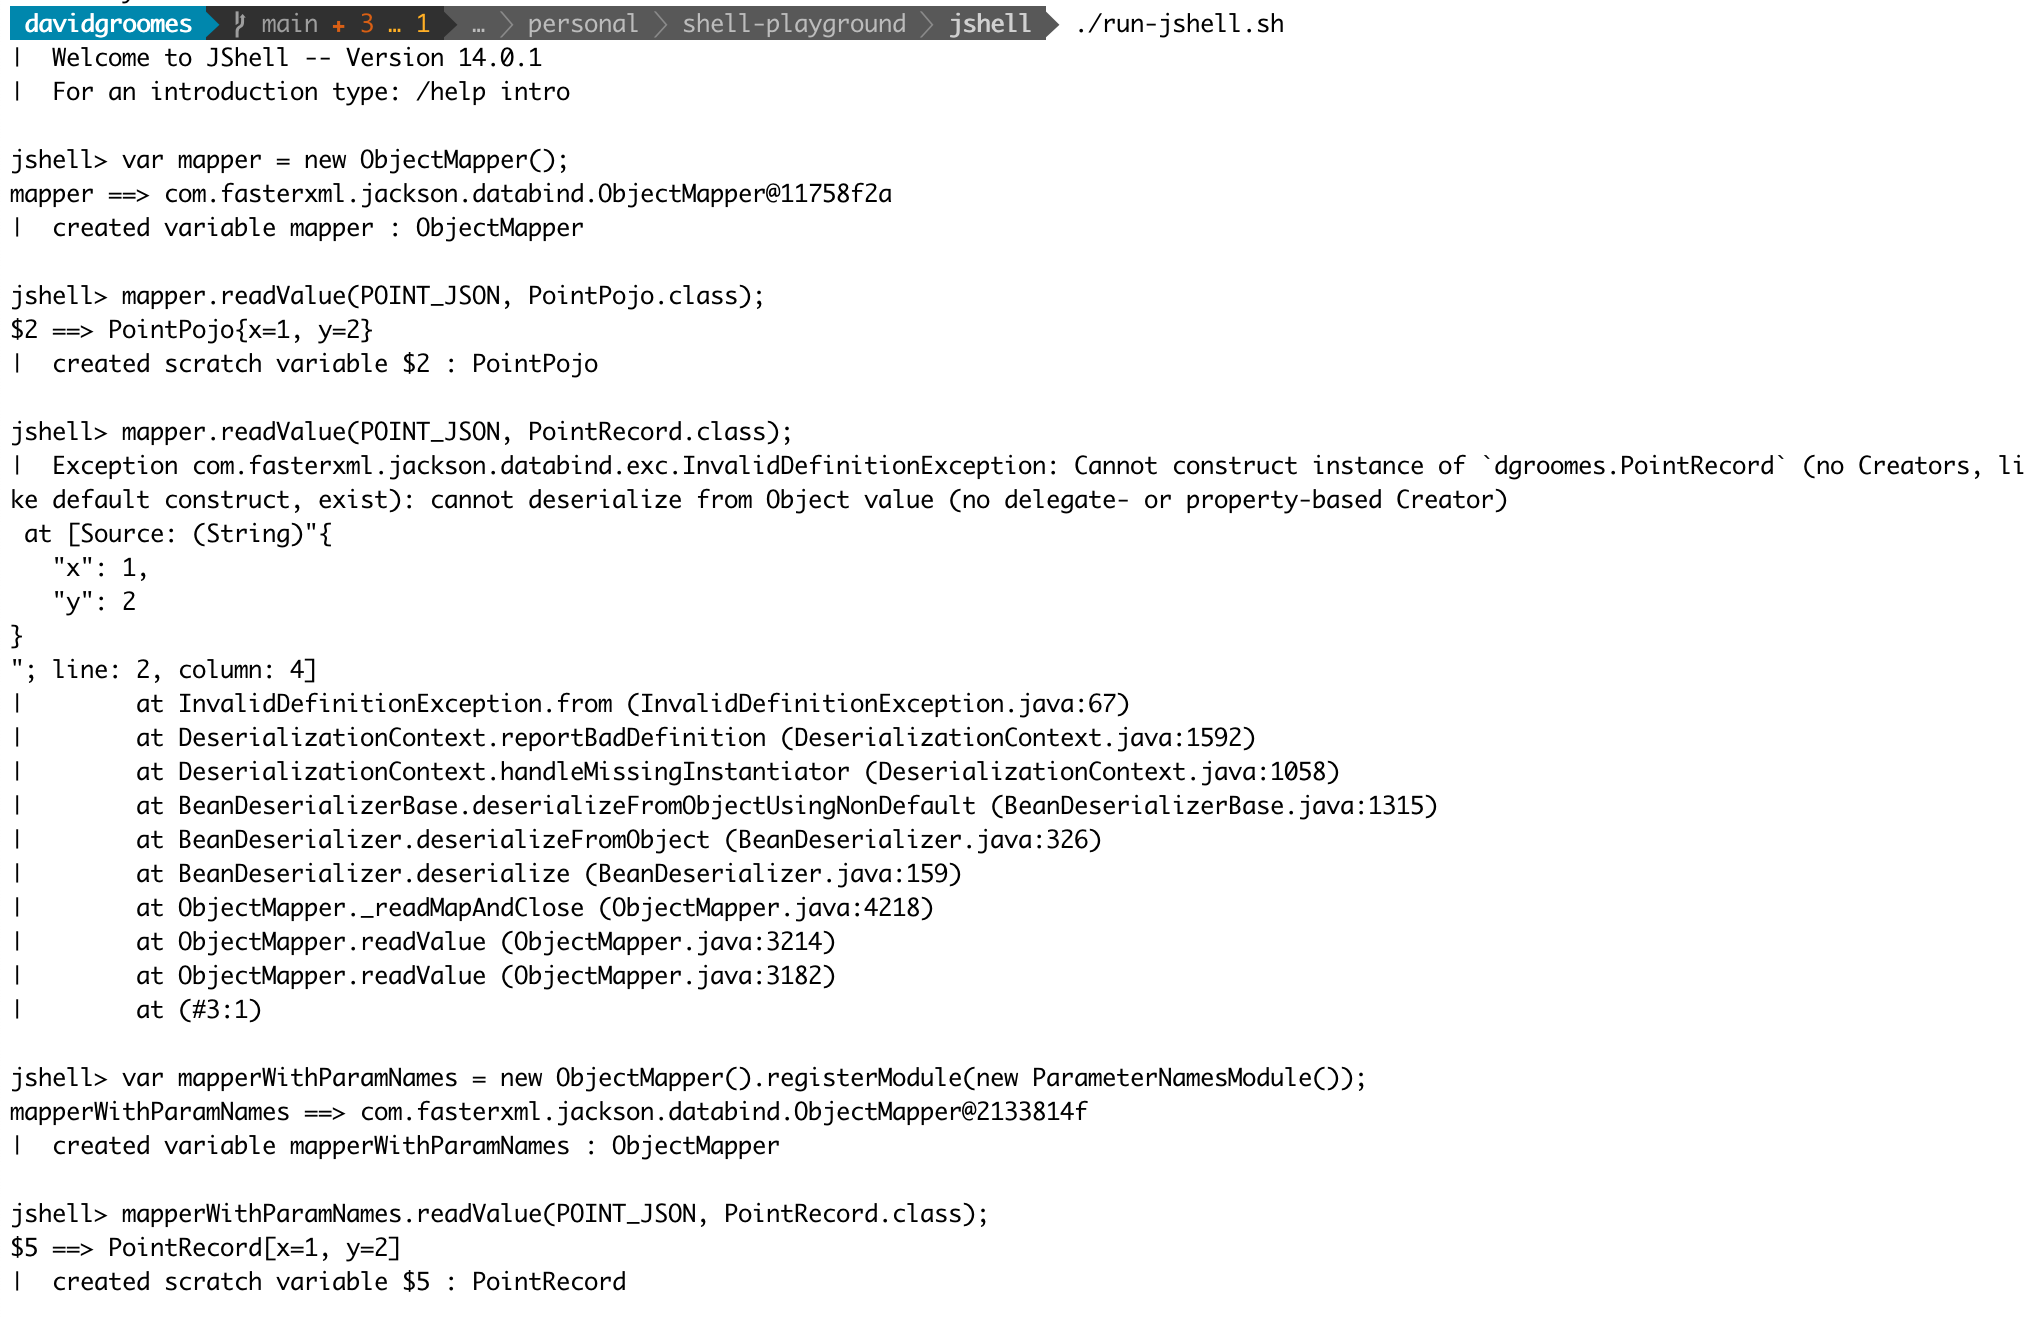 davidgroomes main + 3 … 1 … personal shell-playground jshell ./run-jshell.sh
|  Welcome to JShell -- Version 14.0.1
|  For an introduction type: /help intro
jshell> var mapper = new ObjectMapper();
mapper ==> com.fasterxml.jackson.databind.ObjectMapper@11758f2a
|  created variable mapper : ObjectMapper
jshell> mapper.readValue(POINT_JSON, PointPojo.class);
$2 ==> PointPojo{x=1, y=2}
|  created scratch variable $2 : PointPojo
jshell> mapper.readValue(POINT_JSON, PointRecord.class);
|  Exception com.fasterxml.jackson.databind.exc.InvalidDefinitionException: Cannot construct instance of `dgroomes.PointRecord` (no Creators, li
ke default construct, exist): cannot deserialize from Object value (no delegate- or property-based Creator)
 at [Source: (String)"{
   "x": 1,
   "y": 2
}
"; line: 2, column: 4]
|        at InvalidDefinitionException.from (InvalidDefinitionException.java:67)
|        at DeserializationContext.reportBadDefinition (DeserializationContext.java:1592)
|        at DeserializationContext.handleMissingInstantiator (DeserializationContext.java:1058)
|        at BeanDeserializerBase.deserializeFromObjectUsingNonDefault (BeanDeserializerBase.java:1315)
|        at BeanDeserializer.deserializeFromObject (BeanDeserializer.java:326)
|        at BeanDeserializer.deserialize (BeanDeserializer.java:159)
|        at ObjectMapper._readMapAndClose (ObjectMapper.java:4218)
|        at ObjectMapper.readValue (ObjectMapper.java:3214)
|        at ObjectMapper.readValue (ObjectMapper.java:3182)
|        at (#3:1)
jshell> var mapperWithParamNames = new ObjectMapper().registerModule(new ParameterNamesModule());
mapperWithParamNames ==> com.fasterxml.jackson.databind.ObjectMapper@2133814f
|  created variable mapperWithParamNames : ObjectMapper
jshell> mapperWithParamNames.readValue(POINT_JSON, PointRecord.class);
$5 ==> PointRecord[x=1, y=2]
|  created scratch variable $5 : PointRecord